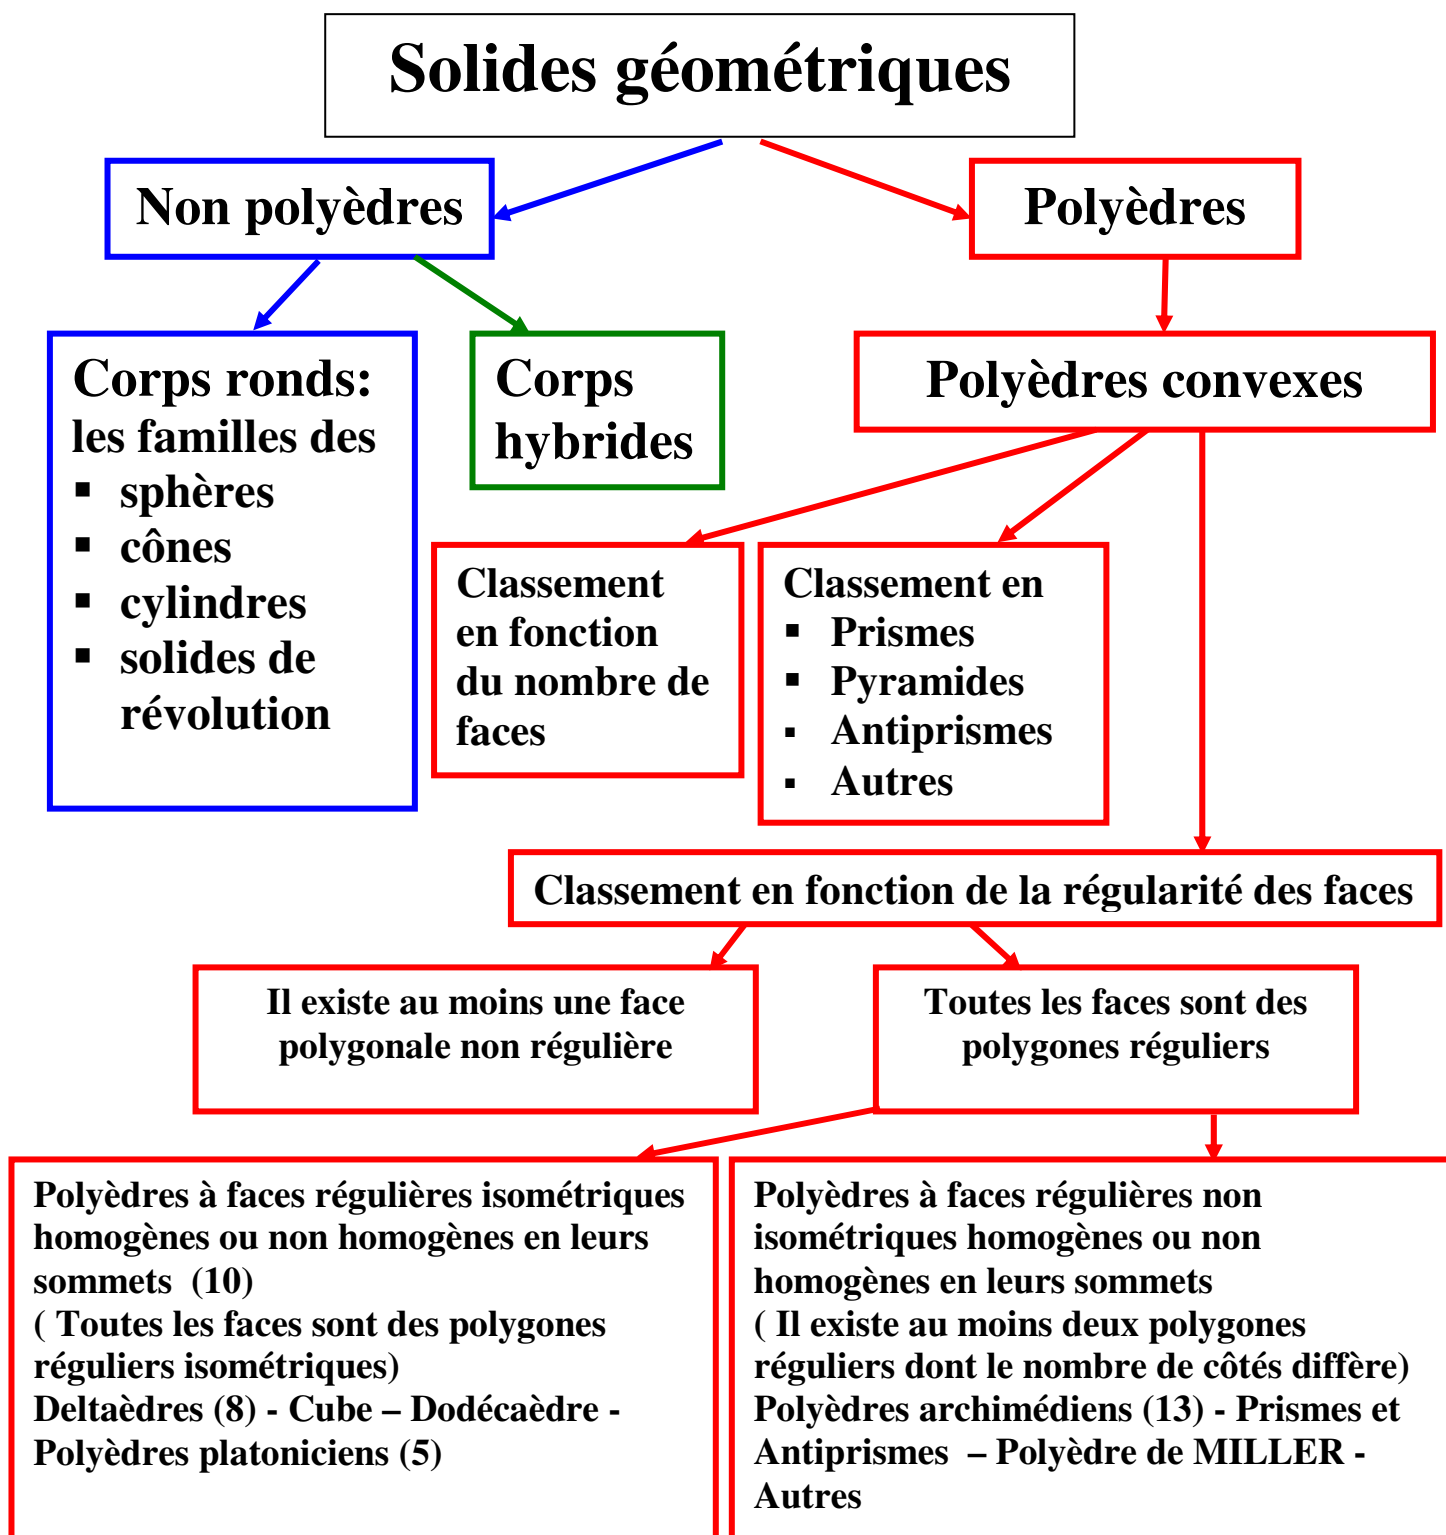 Solides géométriques
Non polyèdres
Polyèdres
Corps ronds:
les familles des
▪ sphères
▪ cônes
▪ cylindres
▪ solides de
révolution
Corps
hybrides
Polyèdres convexes
Classement
en fonction
du nombre de
faces
Classement en
▪ Prismes
▪ Pyramides
▪ Antiprismes
▪ Autres
Classement en fonction de la régularité des faces
Il existe au moins une face
polygonale non régulière
Toutes les faces sont des
polygones réguliers
Polyèdres à faces régulières isométriques
homogènes ou non homogènes en leurs
sommets (10)
( Toutes les faces sont des polygones
réguliers isométriques)
Deltaèdres (8) - Cube – Dodécaèdre -
Polyèdres platoniciens (5)
Polyèdres à faces régulières non
isométriques homogènes ou non
homogènes en leurs sommets
( Il existe au moins deux polygones
réguliers dont le nombre de côtés diffère)
Polyèdres archimédiens (13) - Prismes et
Antiprismes – Polyèdre de MILLER -
Autres